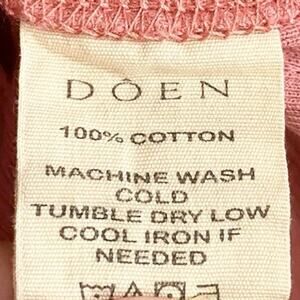 DÔEN
100% COTTON
MACHINE WASH
COLD
TUMBLE DRY LOW
COOL IRON IF
NEEDED